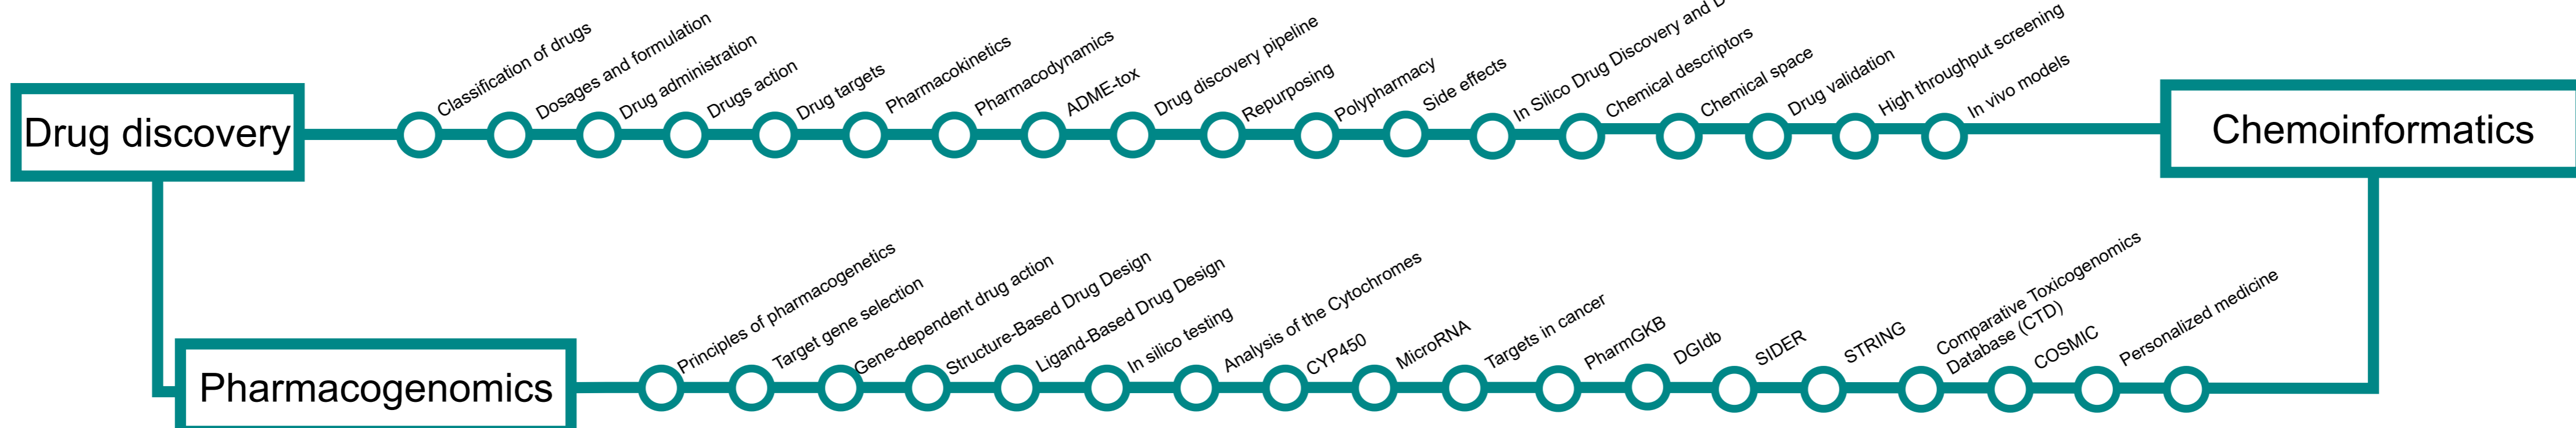 Drug discovery
Classification of drugs
Dosages and formulation
Drug administration
Drugs action
Drug targets
Pharmacokinetics
Pharmacodynamics
ADME-tox
Drug discovery pipeline
Repurposing
Polypharmacy
Side effects
In Silico Drug Discovery and
Chemical descriptors
Chemical space
Drug validation
High throughput screening
In vivo models
Chemoinformatics
Pharmacogenomics
Principles of pharmacogenetics
Target gene selection
Gene-dependent drug action
Structure-Based Drug Design
Ligand-Based Drug Design
In silico testing
Analysis of the Cytochromes
CYP450
MicroRNA
Targets in cancer
PharmGKB
DGIdb
SIDER
STRING
Comparative Toxicogenomics
Database (CTD)
COSMIC
Personalized medicine